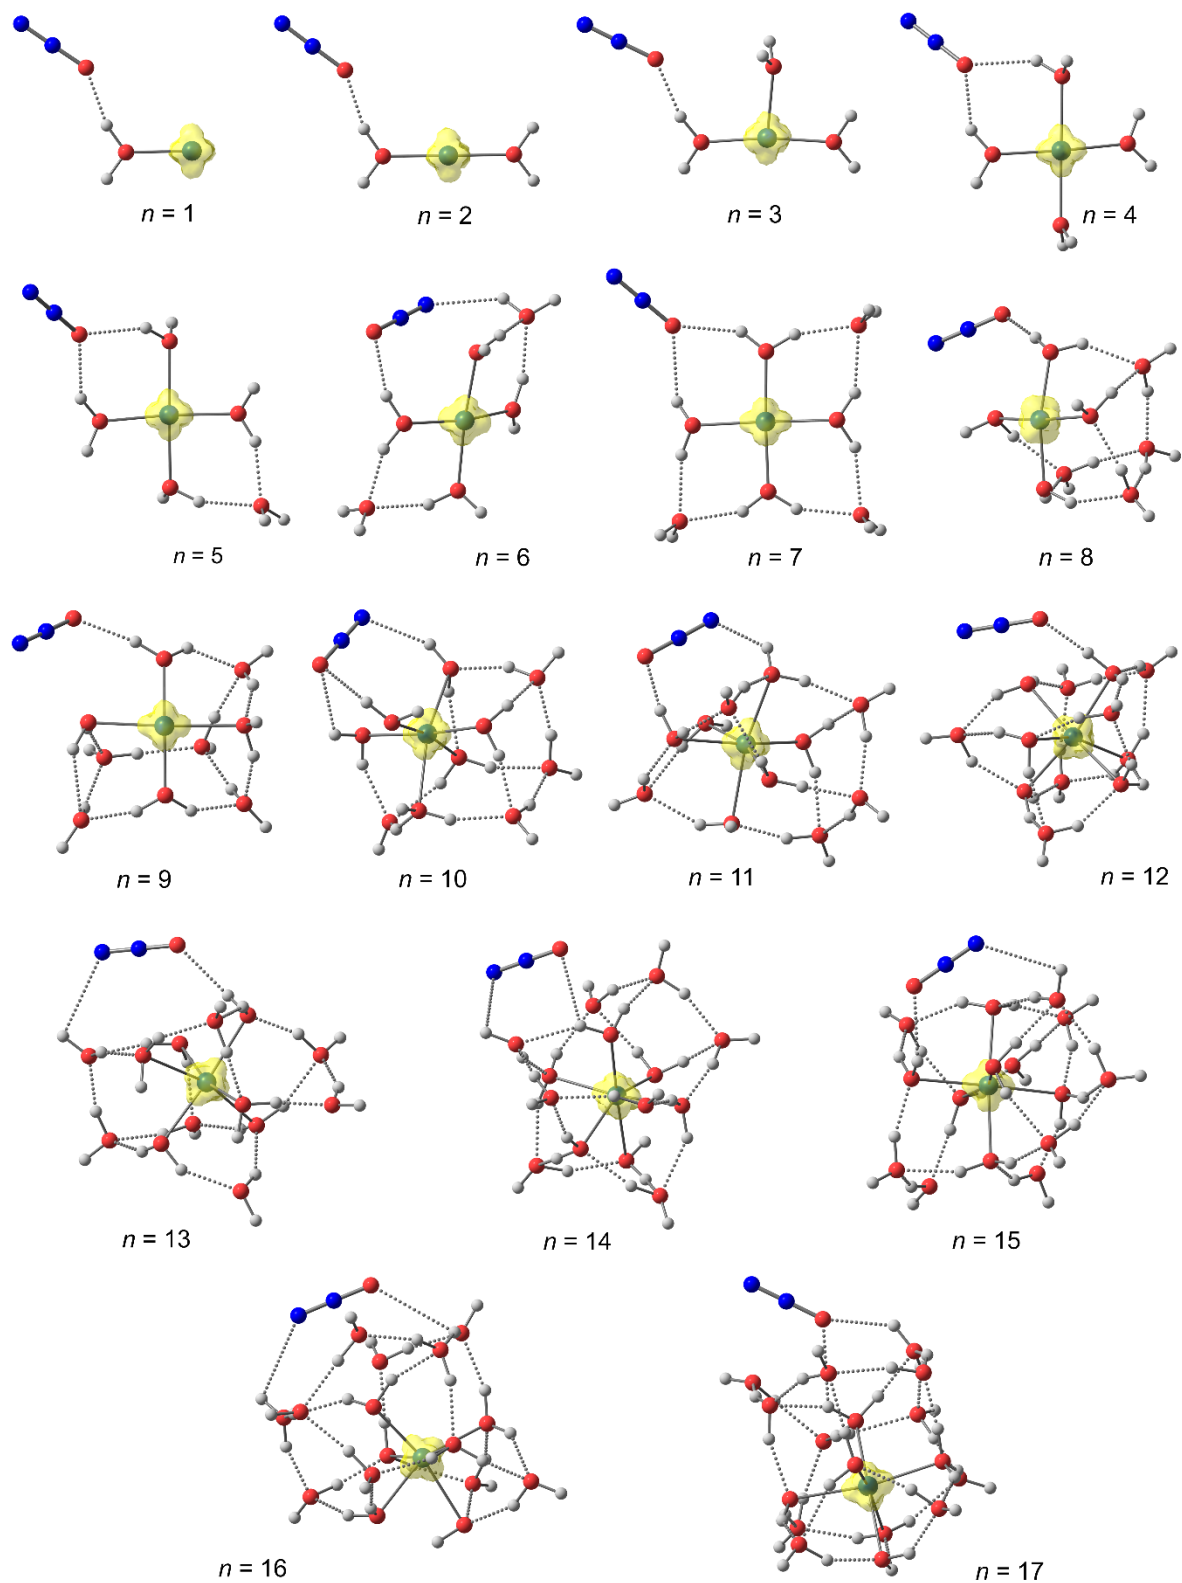 n = 1
n = 2
n = 3
n = 4
n = 5
n = 6
n = 7
n = 8
n = 9
n = 10
n = 11
n = 12
n = 13
n = 14
n = 15
n = 16
n = 17